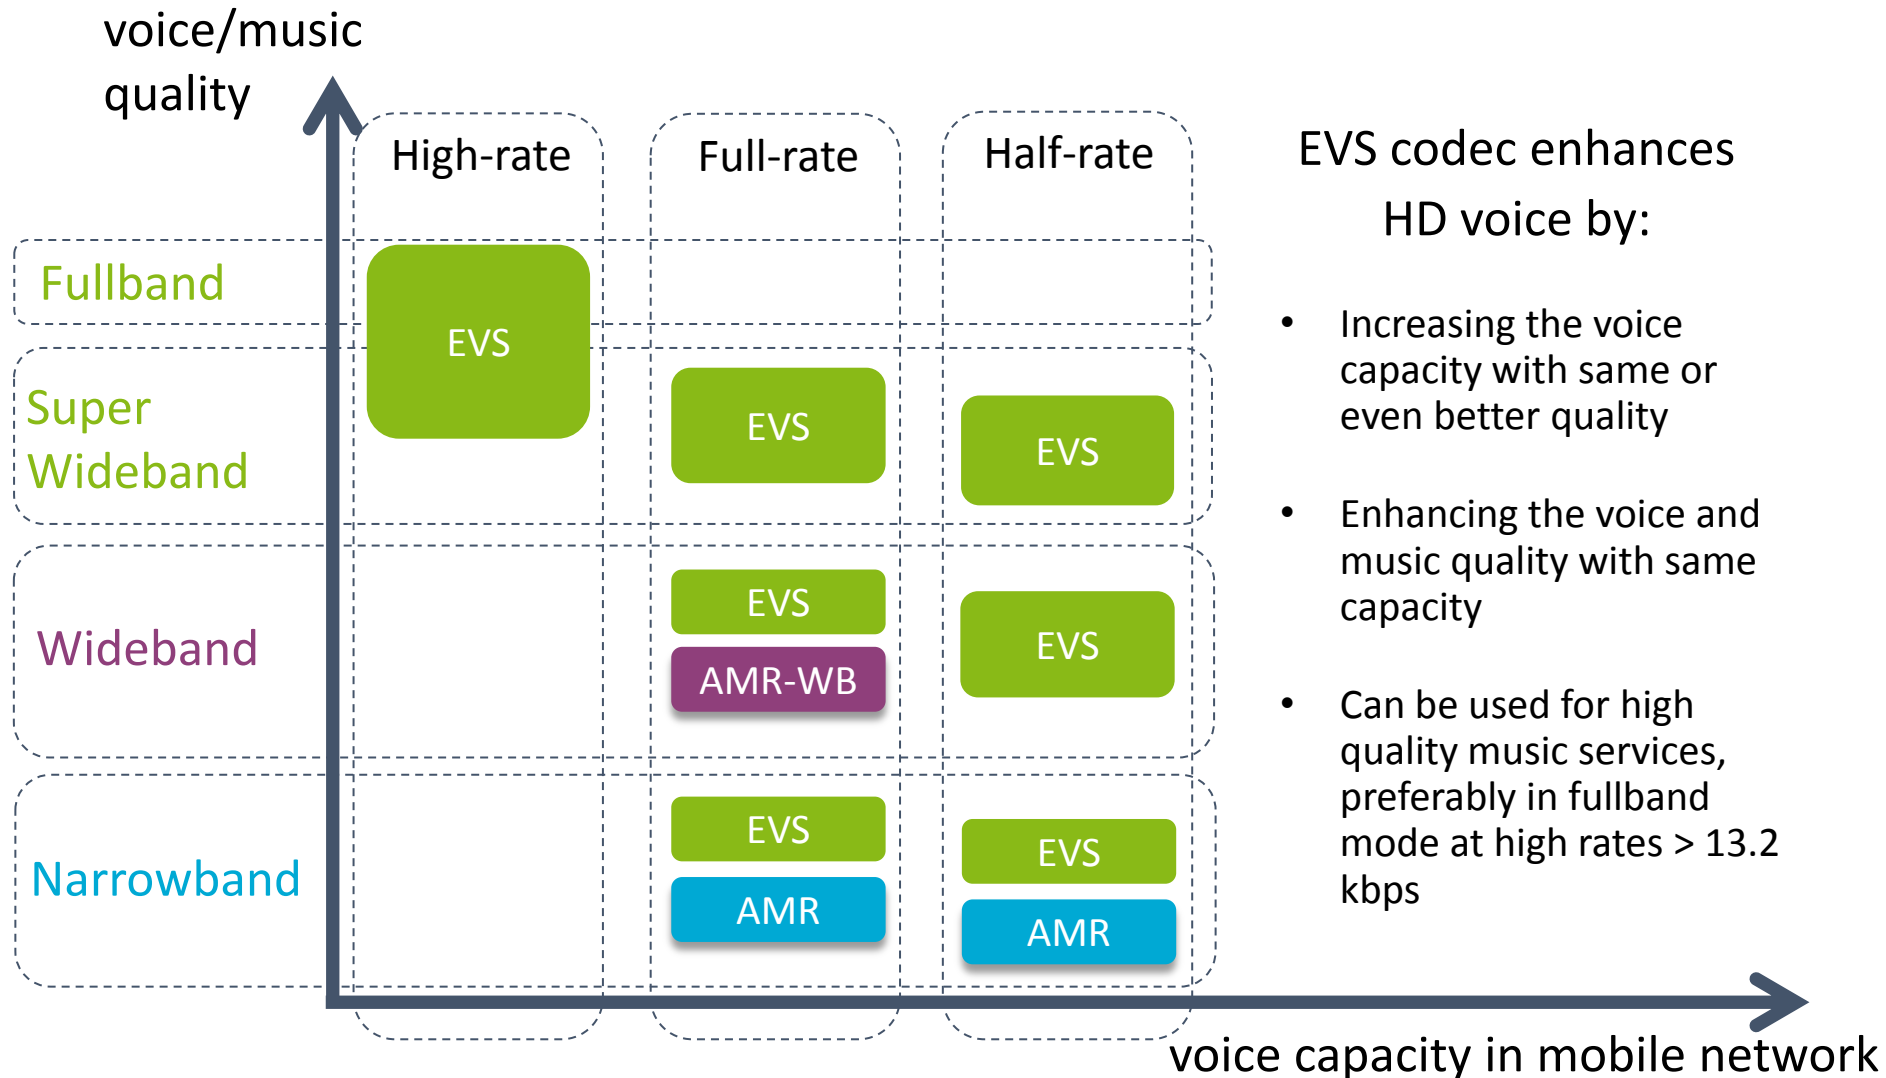 voice/music
quality
High-rate
Full-rate
Half-rate
Fullband
EVS
Super
Wideband
EVS
EVS
Wideband
EVS
AMR-WB
EVS
Narrowband
EVS
AMR
EVS
AMR
voice capacity in mobile network
EVS codec enhances
HD voice by:
• Increasing the voice
capacity with same or
even better quality
• Enhancing the voice and
music quality with same
capacity
• Can be used for high
quality music services,
preferably in fullband
mode at high rates > 13.2
kbps